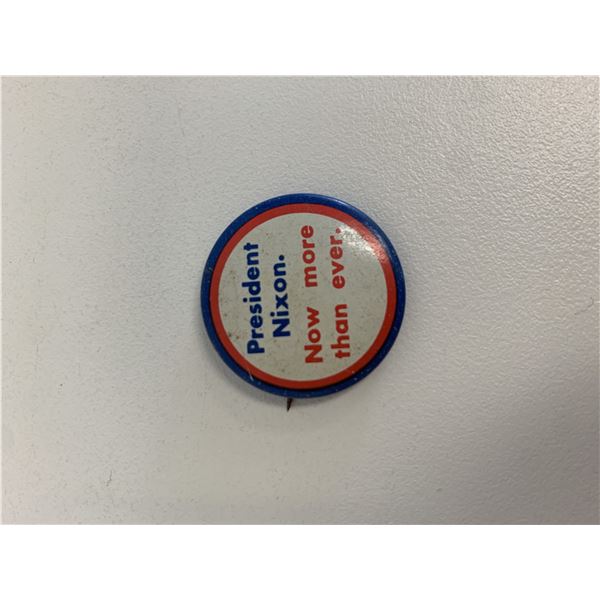 President
Nixon.
Now more
than ever.